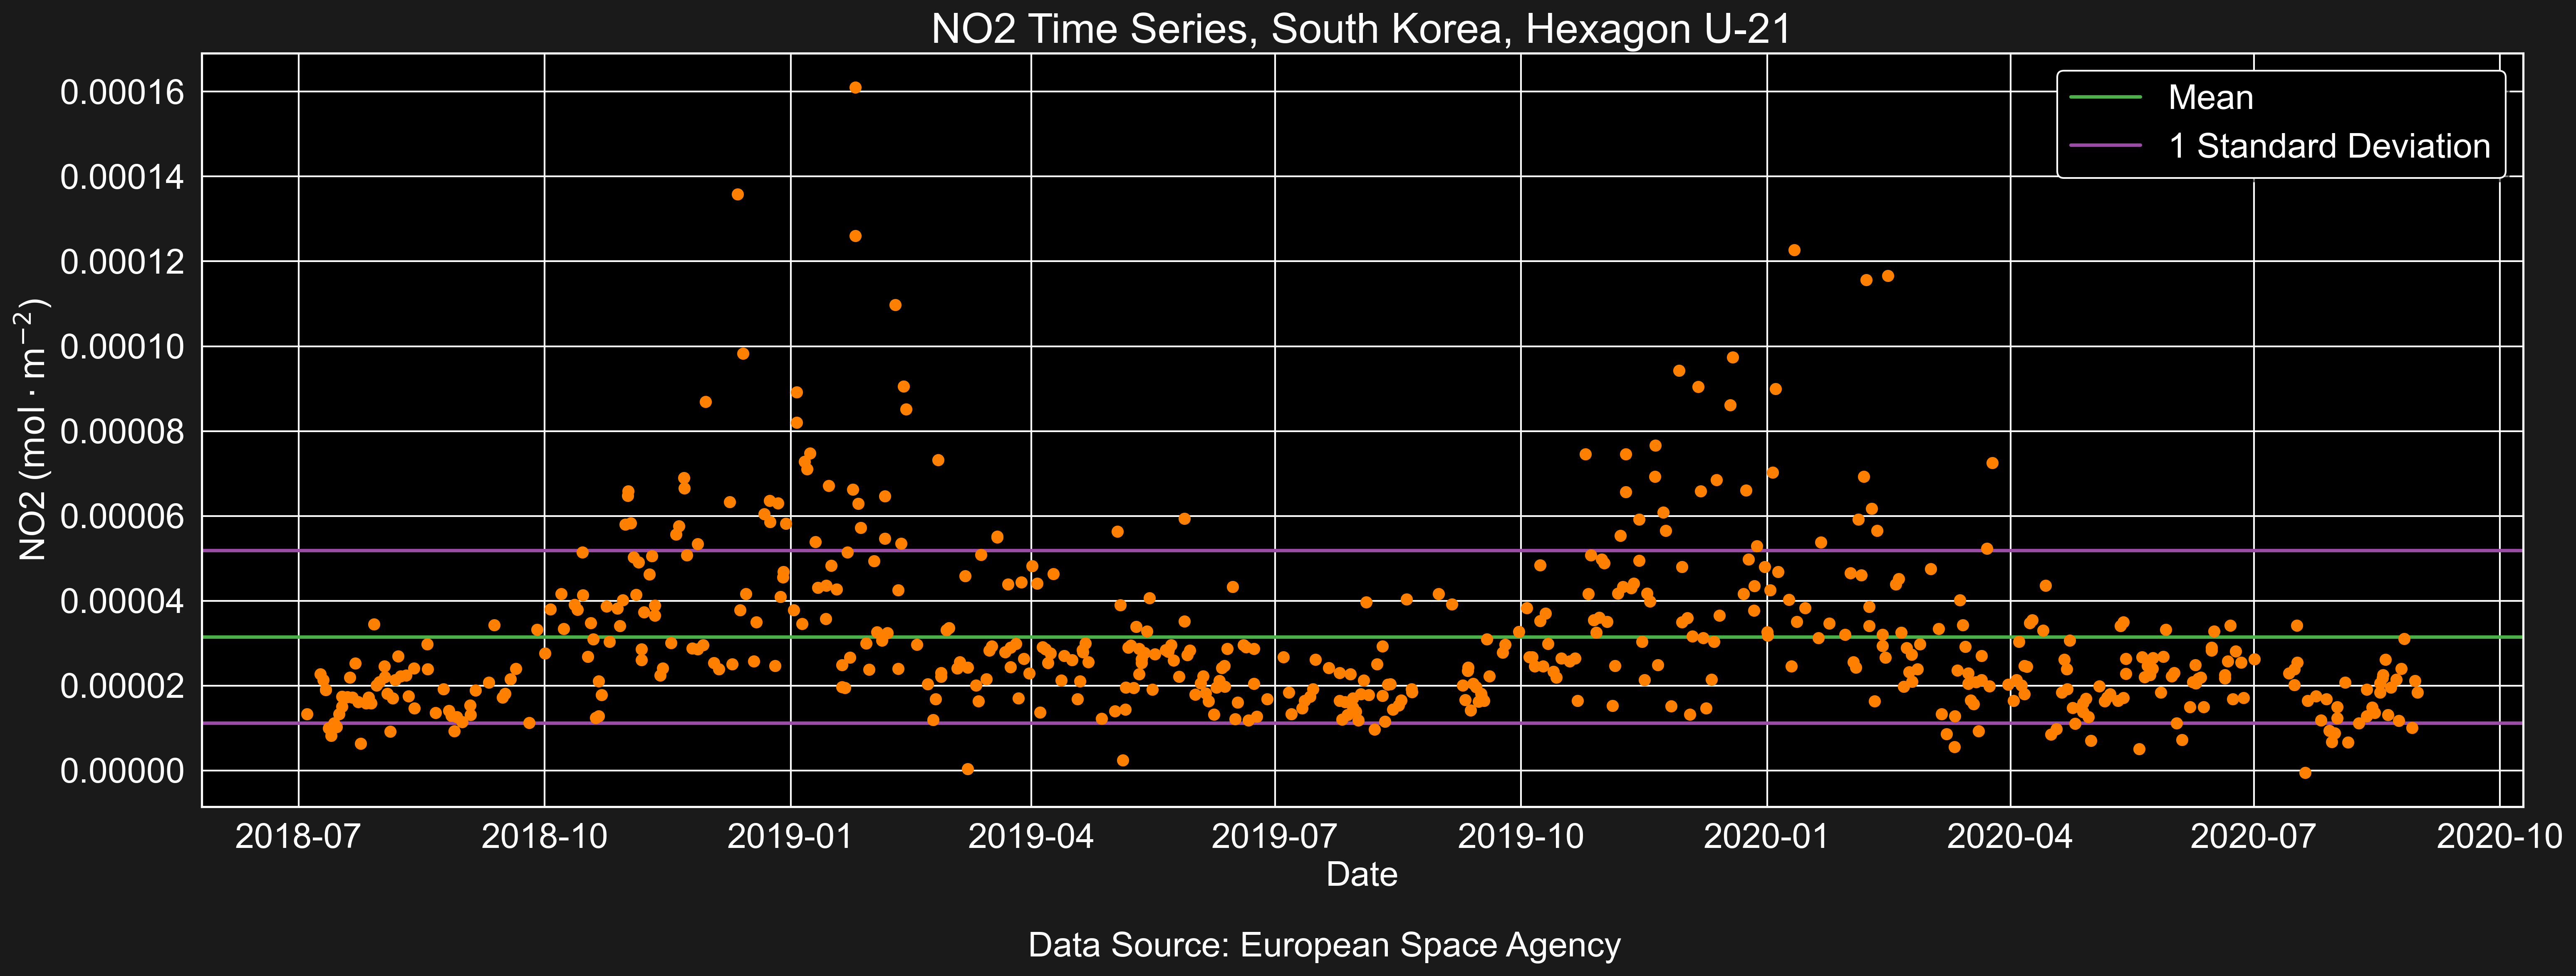 NO2 Time Series, South Korea, Hexagon U-21
Mean
1 Standard Deviation
NO2 (mol · m⁻²)
0.00016
0.00014
0.00012
0.00010
0.00008
0.00006
0.00004
0.00002
0.00000
2018-07 2018-10 2019-01 2019-04 2019-07 2019-10 2020-01 2020-04 2020-07 2020-10
Date
Data Source: European Space Agency